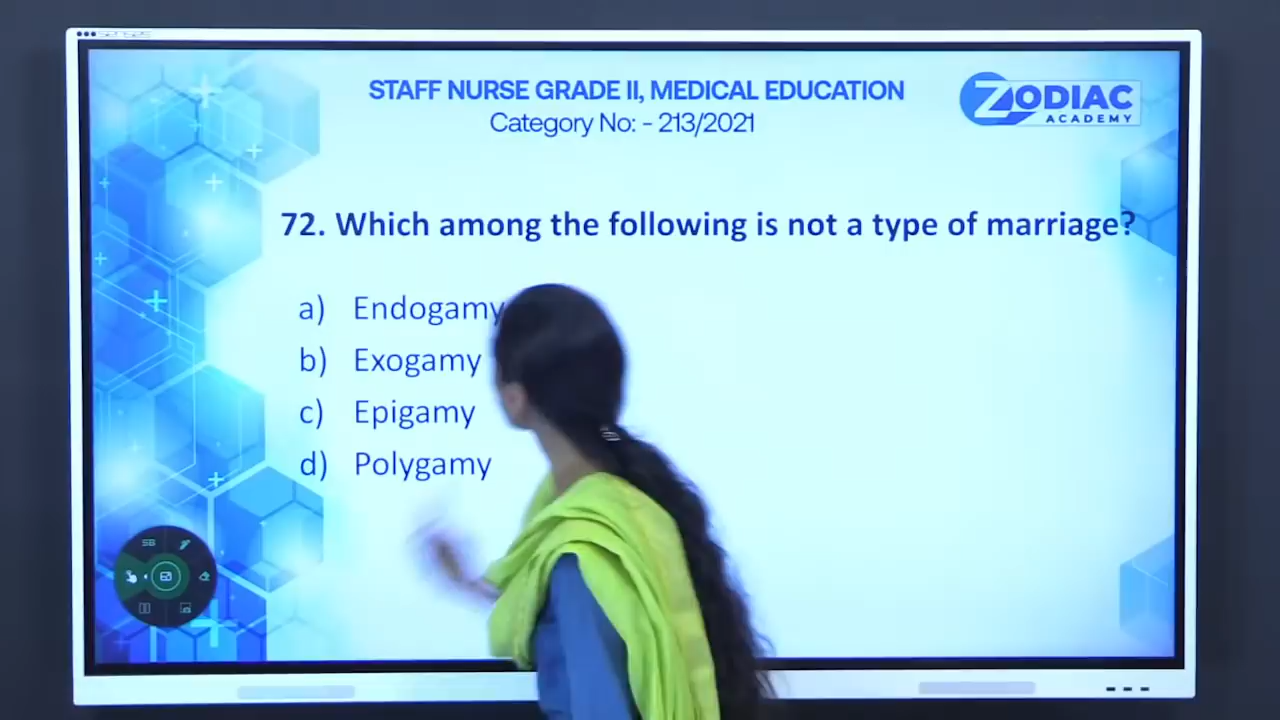 STAFF NURSE GRADE II, MEDICAL EDUCATION
Category No: - 213/2021
ZODIAC
ACADEMY
72. Which among the following is not a type of marriage?
a) Endogamy
b) Exogamy
c) Epigamy
d) Polygamy
SB